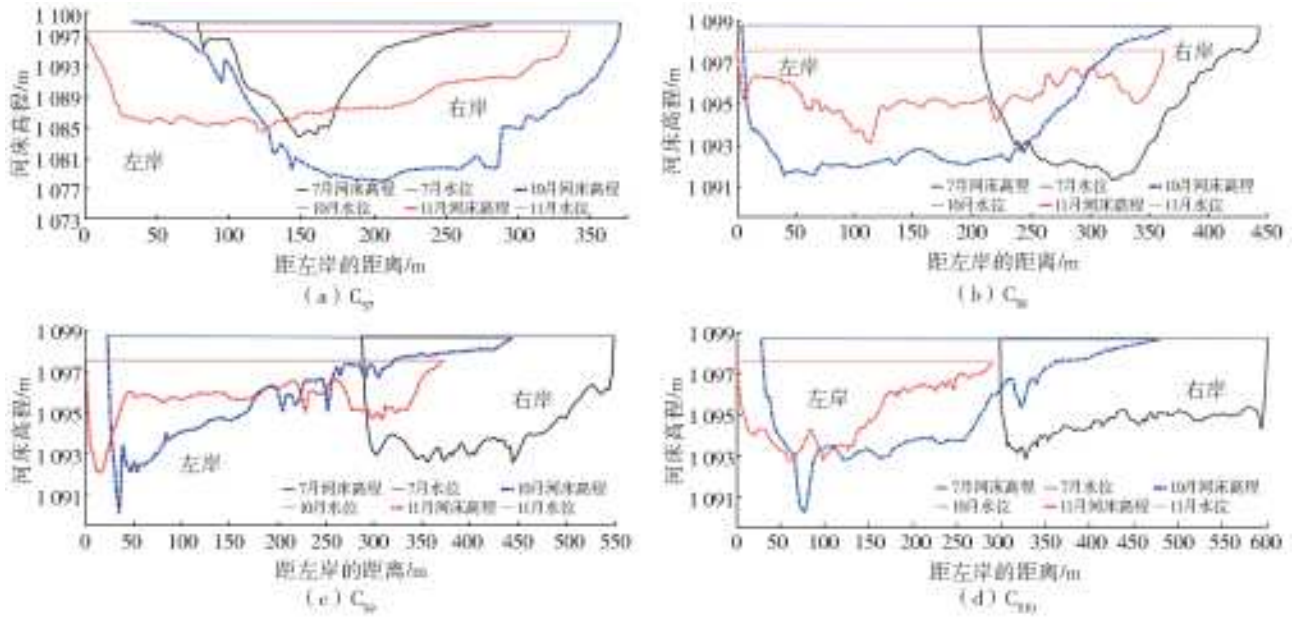 1 100
1 097
1 093
1 089
1 085
1 081
1 077
1 073
河床高程/m
左岸
右岸
7月河床高程 7月水位 10月河床高程
10月水位 11月河床高程 11月水位
0 50 100 150 200 250 300 350
距左岸的距离/m
(a) C
1 099
1 097
1 095
1 093
1 091
河床高程/m
左岸
右岸
7月河床高程 7月水位 10月河床高程
10月水位 11月河床高程 11月水位
0 50 100 150 200 250 300 350 400 450
距左岸的距离/m
(b) C
1 099
1 097
1 095
1 093
1 091
河床高程/m
左岸
右岸
7月河床高程 7月水位 10月河床高程
10月水位 11月河床高程 11月水位
0 50 100 150 200 250 300 350 400 450 500 550
距左岸的距离/m
(c) C
1 099
1 097
1 095
1 093
1 091
河床高程/m
左岸
右岸
7月河床高程 7月水位 10月河床高程
10月水位 11月河床高程 11月水位
0 50 100 150 200 250 300 350 400 450 500 550 600
距左岸的距离/m
(d) C